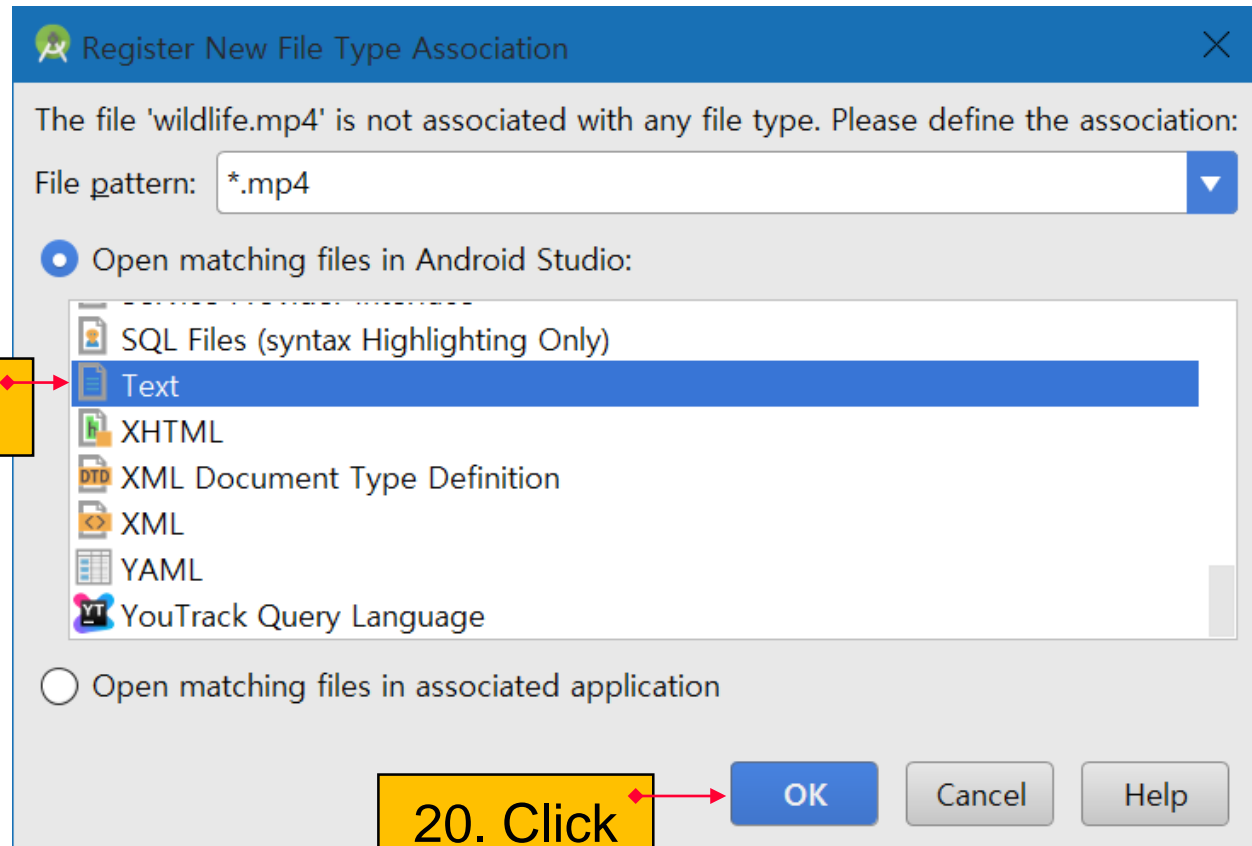 Register New File Type Association
The file 'wildlife.mp4' is not associated with any file type. Please define the association:
File pattern: *.mp4
Open matching files in Android Studio:
SQL Files (syntax Highlighting Only)
Text
XHTML
DTD XML Document Type Definition
XML
YAML
YT YouTrack Query Language
Open matching files in associated application
20. Click
OK Cancel Help